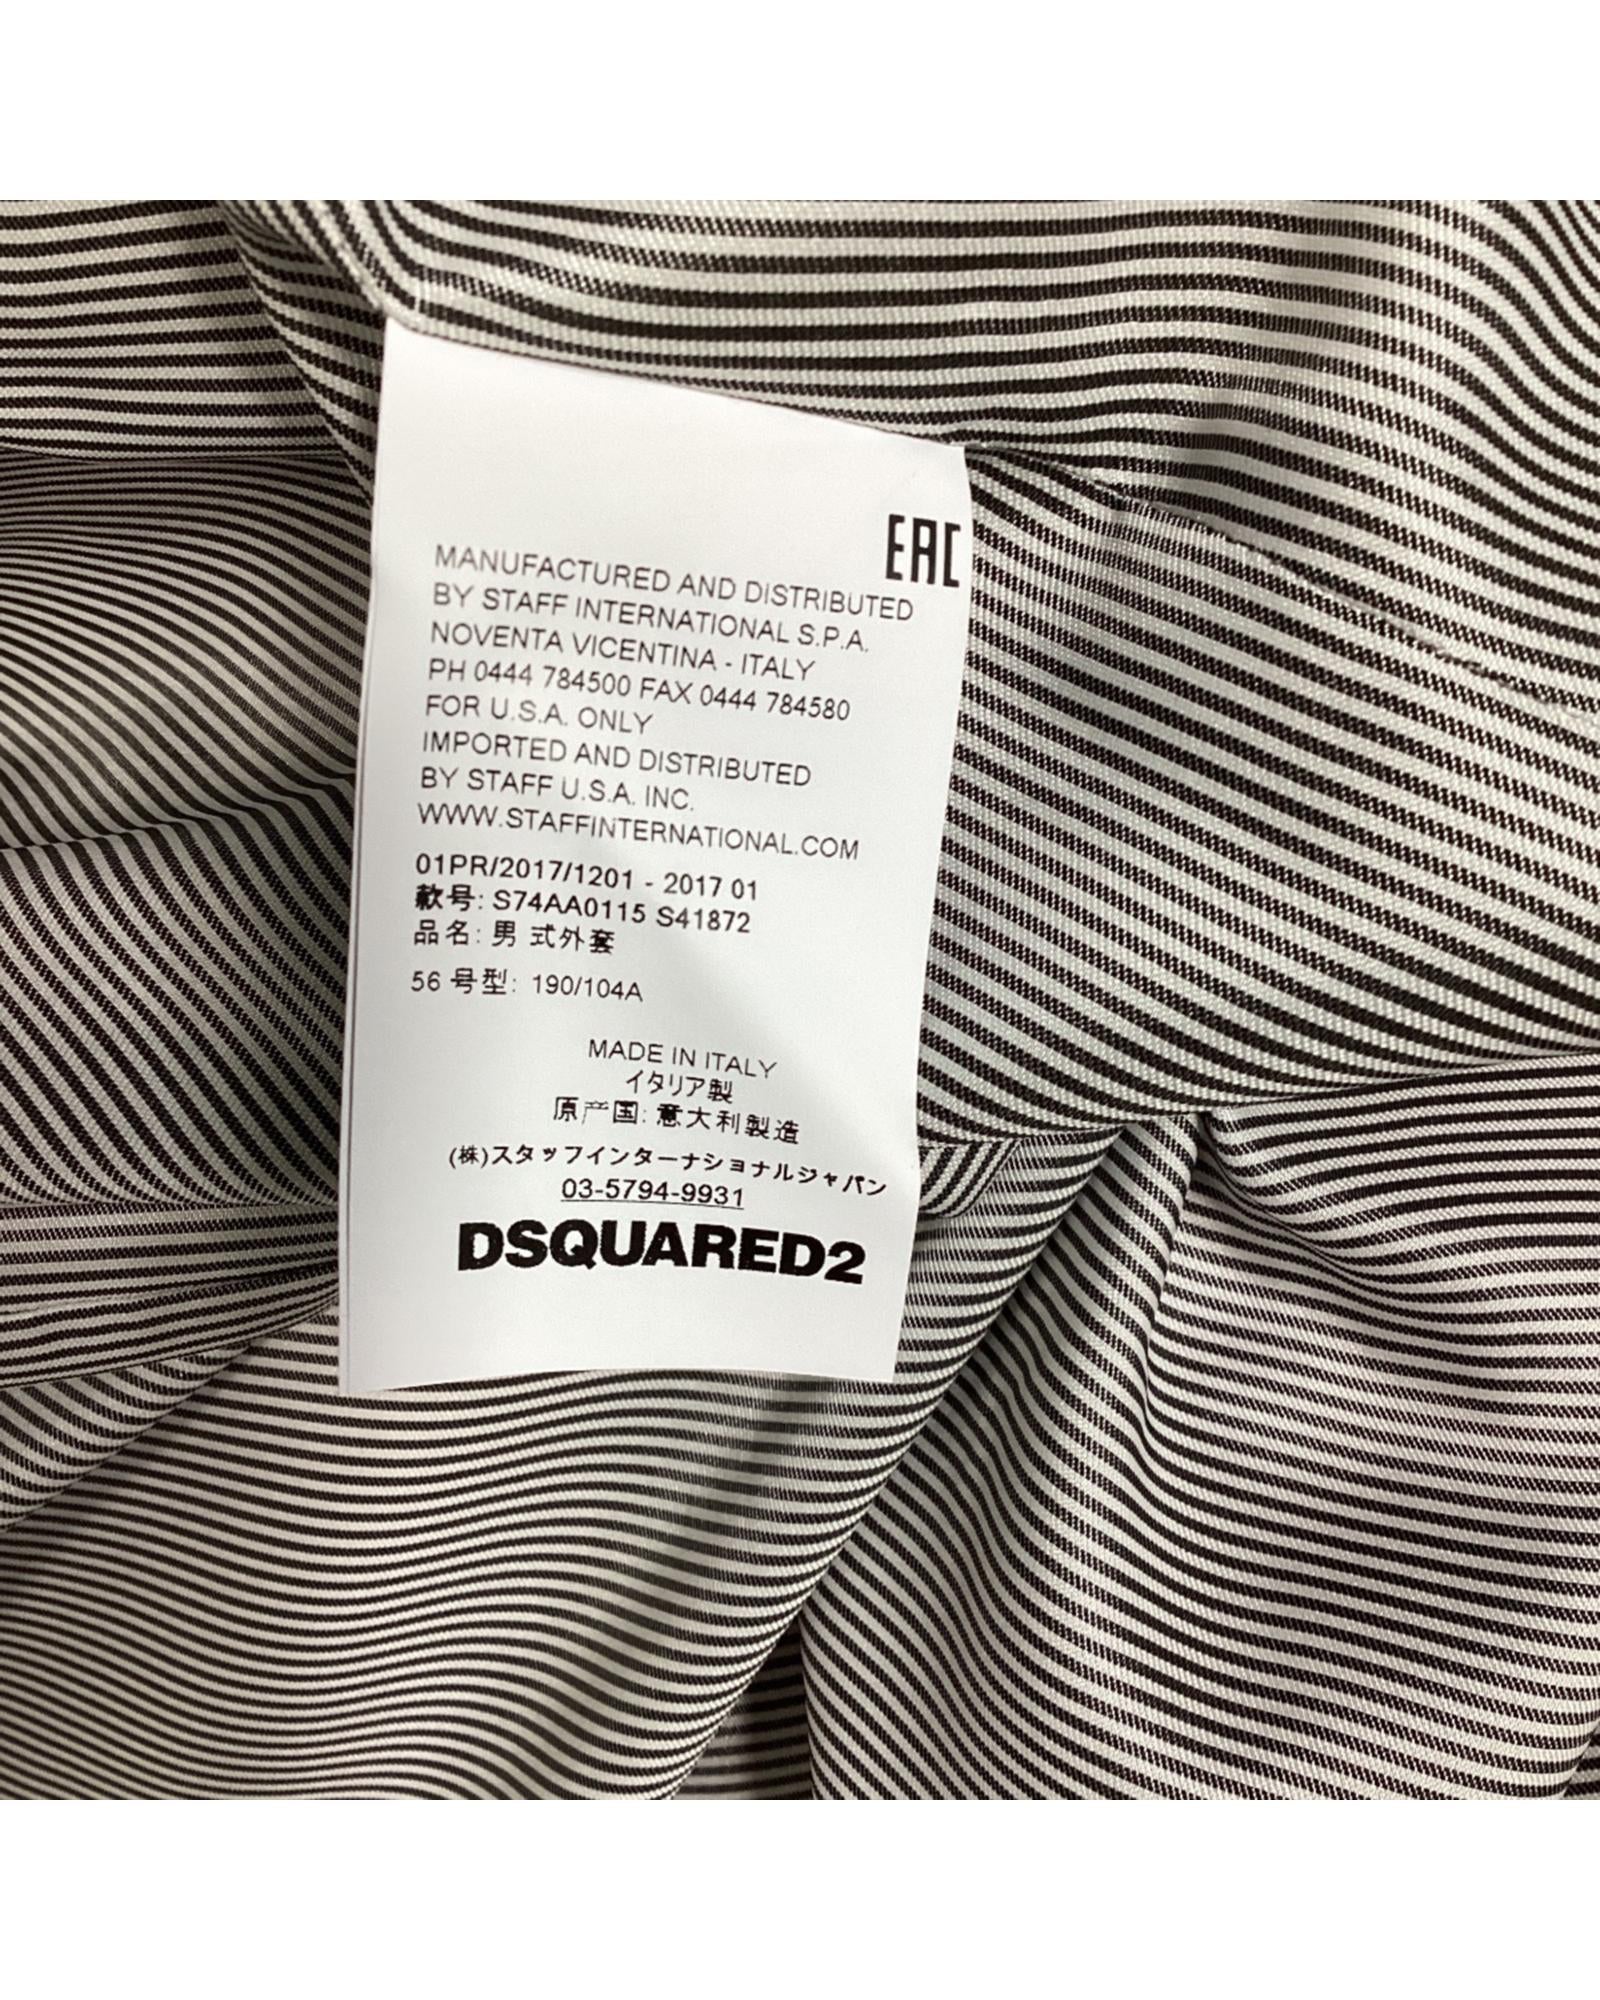 EAC
MANUFACTURED AND DISTRIBUTED
BY STAFF INTERNATIONAL S.P.A.
NOVENTA VICENTINA - ITALY
PH 0444 784500 FAX 0444 784580
FOR U.S.A. ONLY
IMPORTED AND DISTRIBUTED
BY STAFF U.S.A. INC.
WWW.STAFFINTERNATIONAL.COM
01PR/2017/1201 - 2017 01
款号: S74AA0115 S41872
品名: 男 式外套
56 号型: 190/104A
MADE IN ITALY
イタリア製
原产国: 意大利製造
(株)スタッフインターナショナルジャパン
03-5794-9931
DSQUARED2